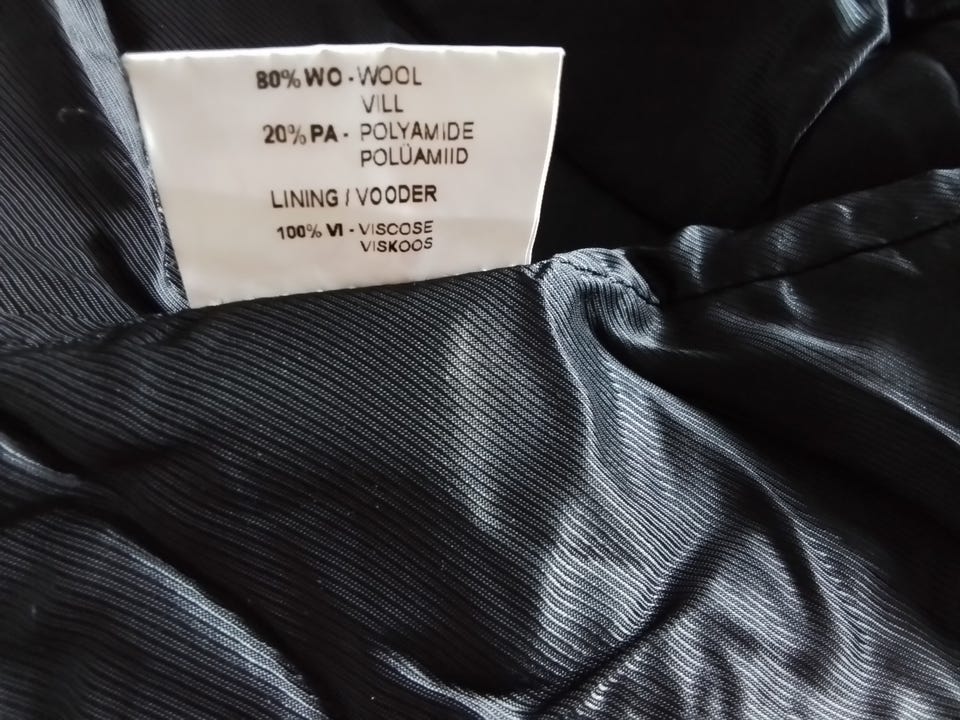 80% WO - WOOL
VILL
20% PA - POLYAMIDE
POLÜAMIID
LINING / VOODER
100% VI - VISCOSE
VISKOOS